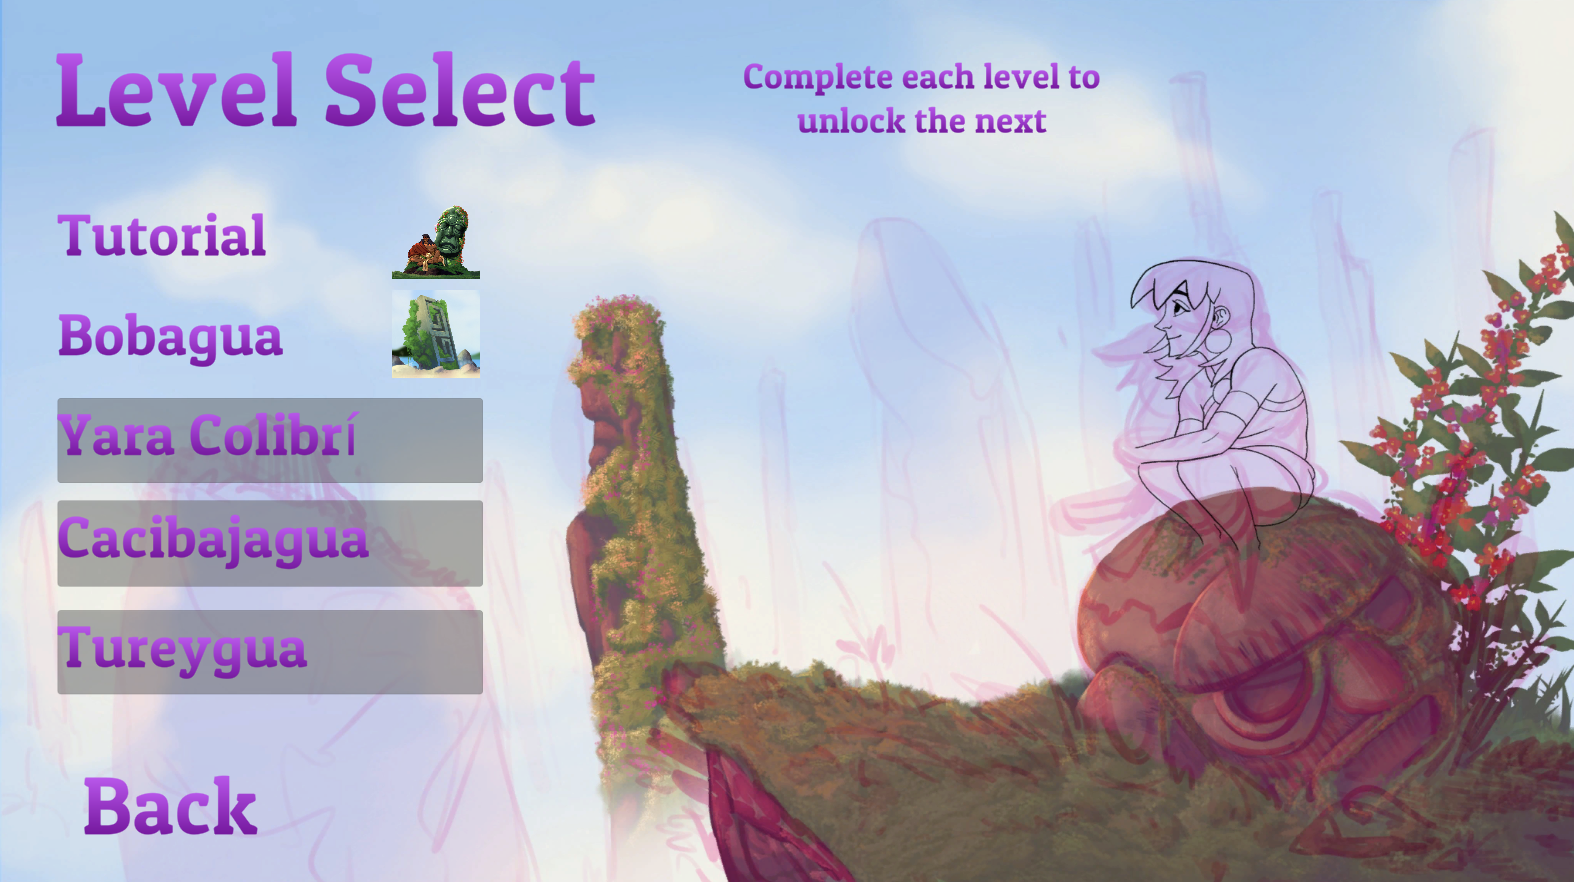 Level Select
Complete each level to
unlock the next
Tutorial
Bobagua
Yara Colibrí
Cacibajagua
Tureygua
Back